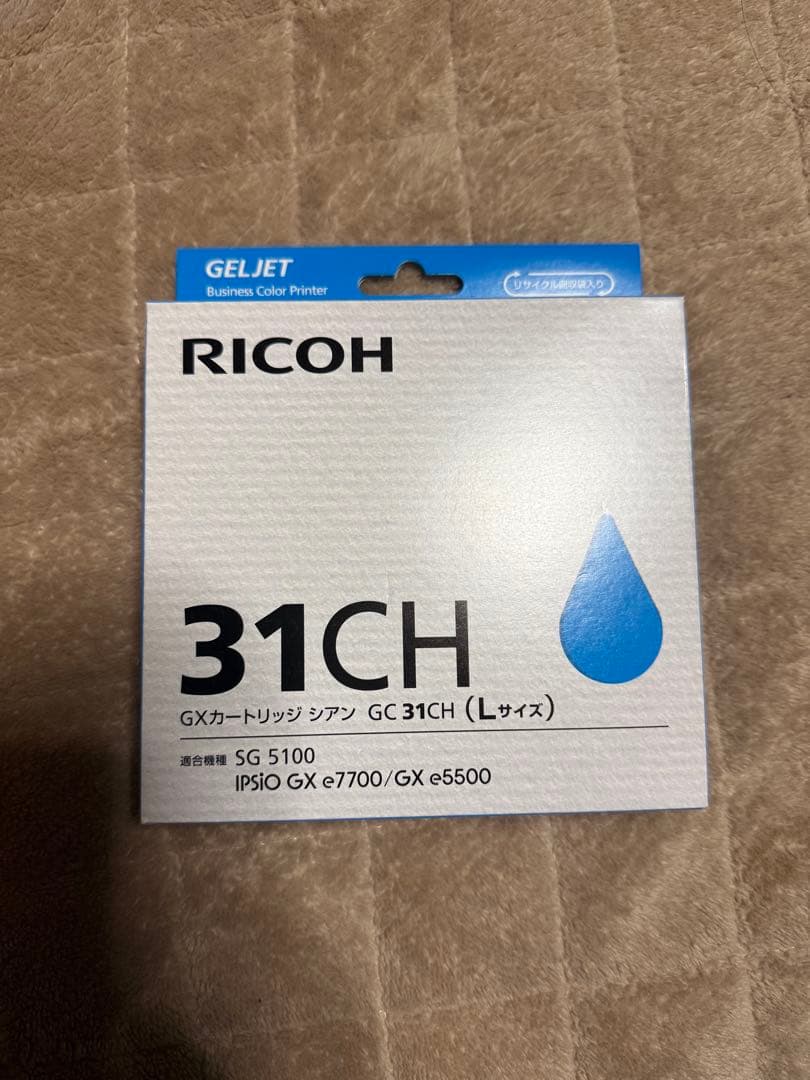 GELJET
Business Color Printer
リサイクル回収袋入り
RICOH
31CH
GXカートリッジ シアン GC 31CH (Lサイズ)
適合機種 SG 5100
IPSiO GX e7700/GX e5500